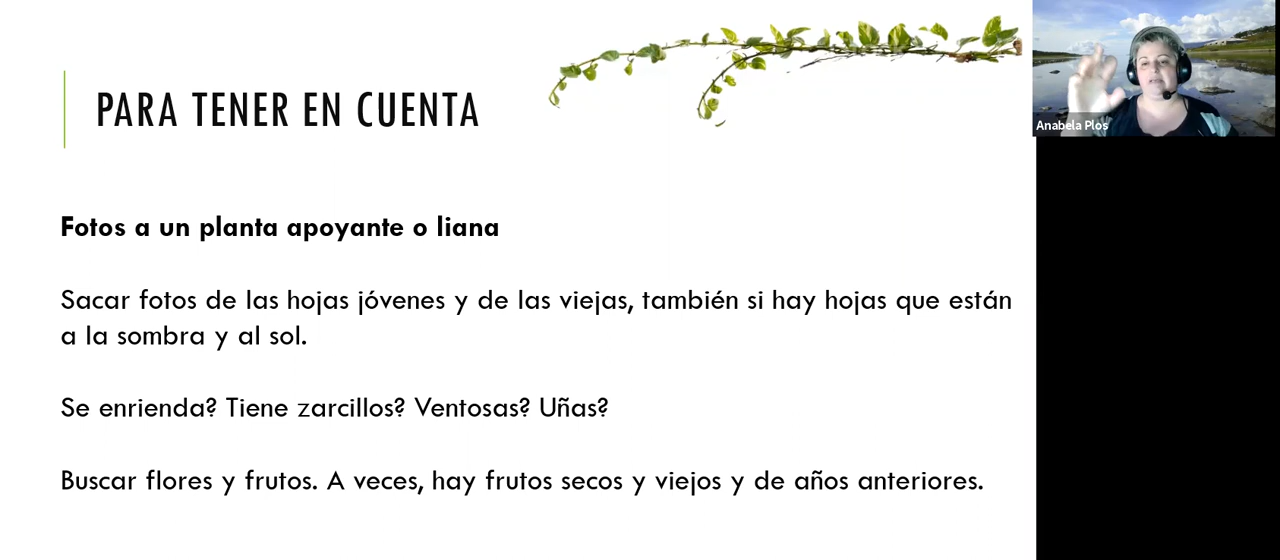 PARA TENER EN CUENTA
Anabela Plos
Fotos a un planta apoyante o liana
Sacar fotos de las hojas jóvenes y de las viejas, también si hay hojas que están
a la sombra y al sol.
Se enrienda? Tiene zarcillos? Ventosas? Uñas?
Buscar flores y frutos. A veces, hay frutos secos y viejos y de años anteriores.